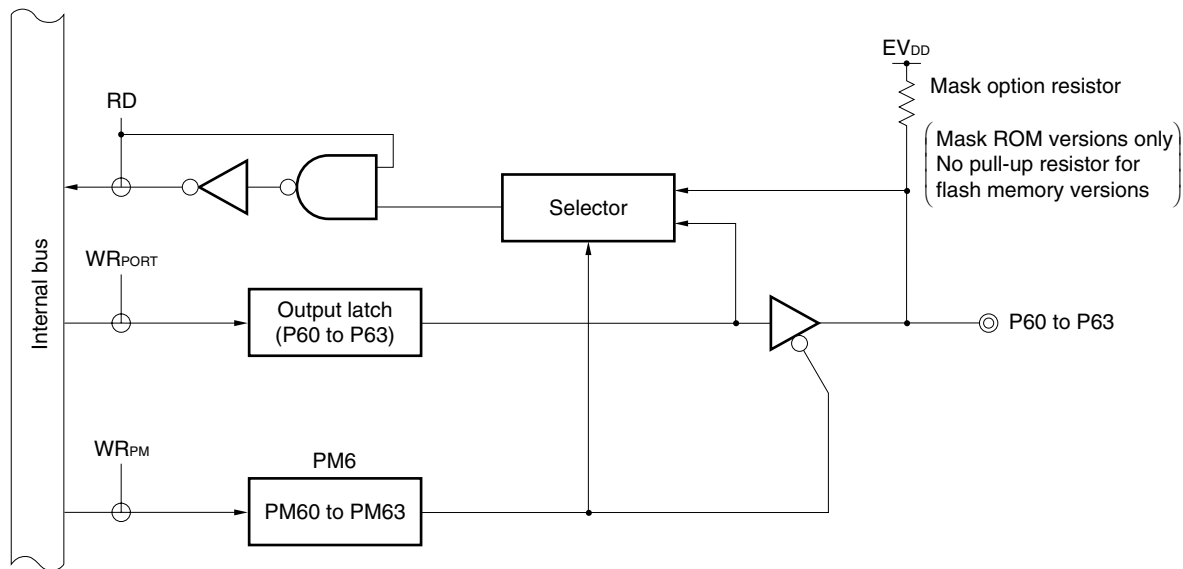 EVDD
Mask option resistor
RD
Mask ROM versions only
No pull-up resistor for
flash memory versions
Selector
Internal bus
WRPORT
Output latch
(P60 to P63)
P60 to P63
WRPM
PM6
PM60 to PM63